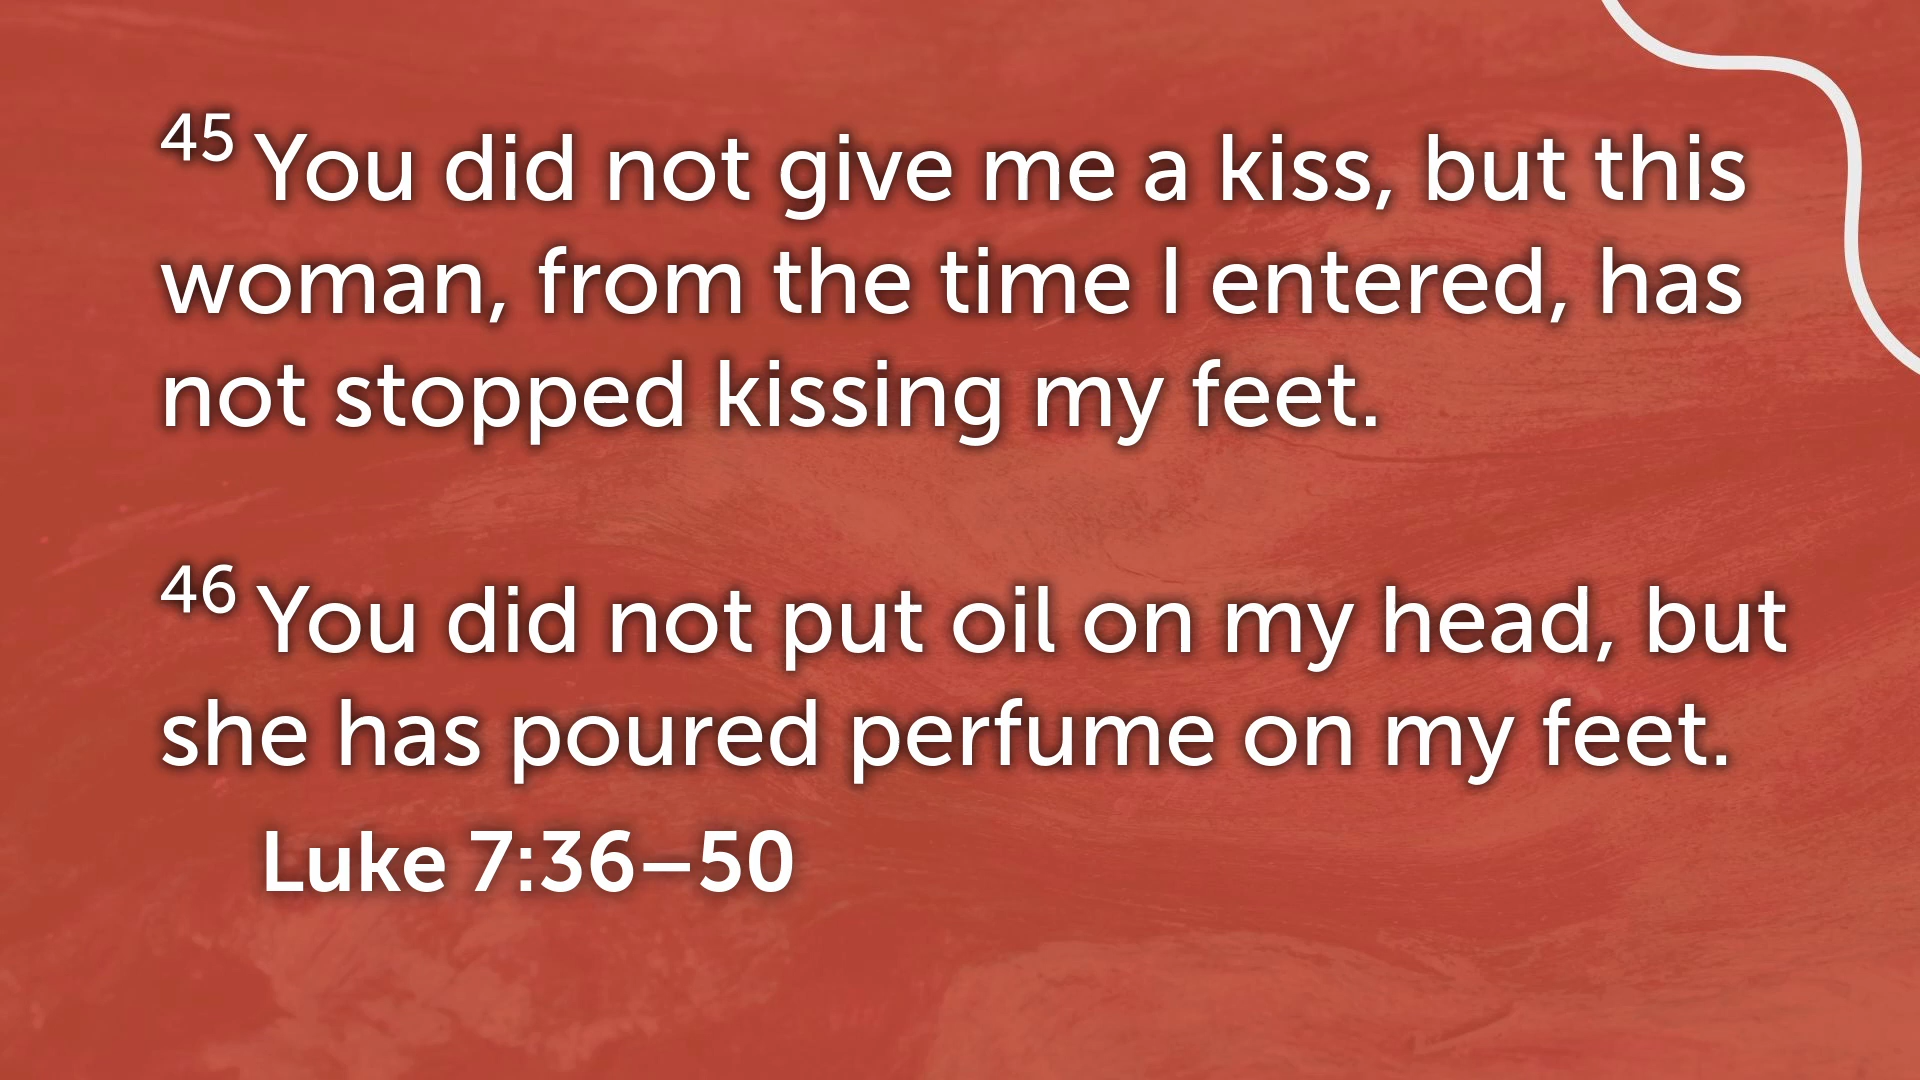 45 You did not give me a kiss, but this
woman, from the time I entered, has
not stopped kissing my feet.
46 You did not put oil on my head, but
she has poured perfume on my feet.
Luke 7:36–50